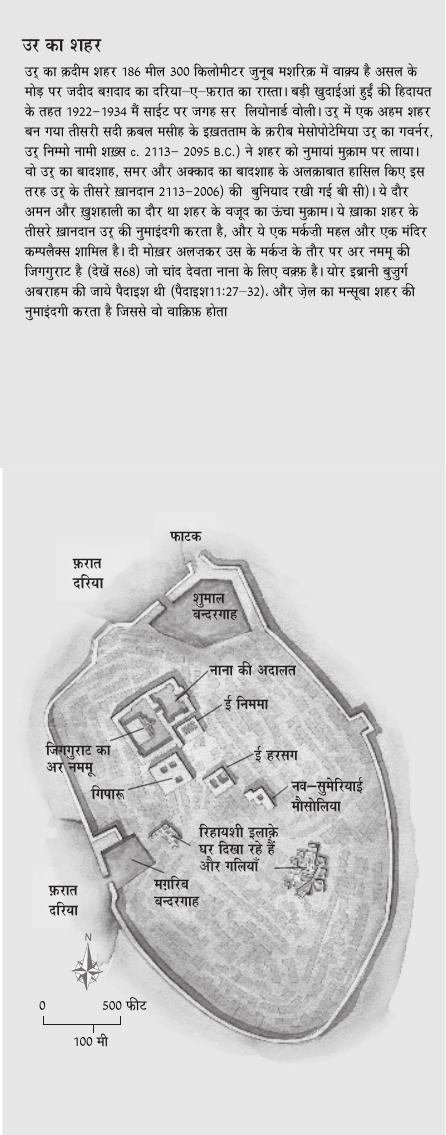 उर का शहर
उर् का क़दीम शहर 186 मील 300 किलोमीटर जुनूब मशरिक़ में वाक़्य है असल के
मोड़ पर जदीद बग़दाद का दरिया-ए-फ़रात का रास्ता। बड़ी खुदाईआं हुईं की हिदायत
के तहत 1922-1934 मैं साईट पर जगह सर लियोनार्ड वोली। उर् में एक अहम शहर
बन गया तीसरी सदी क़बल मसीह के इख़तताम के क़रीब मेसोपोटेमिया उर् का गवर्नर,
उर् निम्मो नामी शख़्स c. 2113– 2095 B.C.) ने शहर को नुमायां मुक़ाम पर लाया।
वो उर् का बादशाह, समर और अक्काद का बादशाह के अलक़ाबात हासिल किए इस
तरह उर् के तीसरे ख़ानदान 2113-2006) की बुनियाद रखी गई बी सी)। ये दौर
अमन और ख़ुशहाली का दौर था शहर के वजूद का ऊंचा मुक़ाम। ये ख़ाका शहर के
तीसरे ख़ानदान उर् की नुमाइंदगी करता है, और ये एक मर्कज़ी महल और एक मंदिर
कम्पलैक्स शामिल है। दी मोख़र अलज़कर उस के मर्कज़ के तौर पर अर नममू की
जिगगुराट है (देखें स68) जो चांद देवता नाना के लिए वक़्फ़ है। योर इब्रानी बुज़ुर्ग
अबराहम की जाये पैदाइश थी (पैदाइश11:27–32). और ज़ेल का मन्सूबा शहर की
नुमाइंदगी करता है जिससे वो वाक़िफ़ होता
फाटक
फ़रात
दरिया
शुमाल
बन्दरगाह
नाना की अदालत
ई निममा
जिगगुराट का
अर नममू
ई हरसग
गिपारू
नव–सुमेरियाई
मौसोलिया
रिहायशी इलाक़े
घर दिखा रहे हैं
और गलियाँ
मग़रिब
बन्दरगाह
फ़रात
दरिया
N
0 500 फीट
100 मी